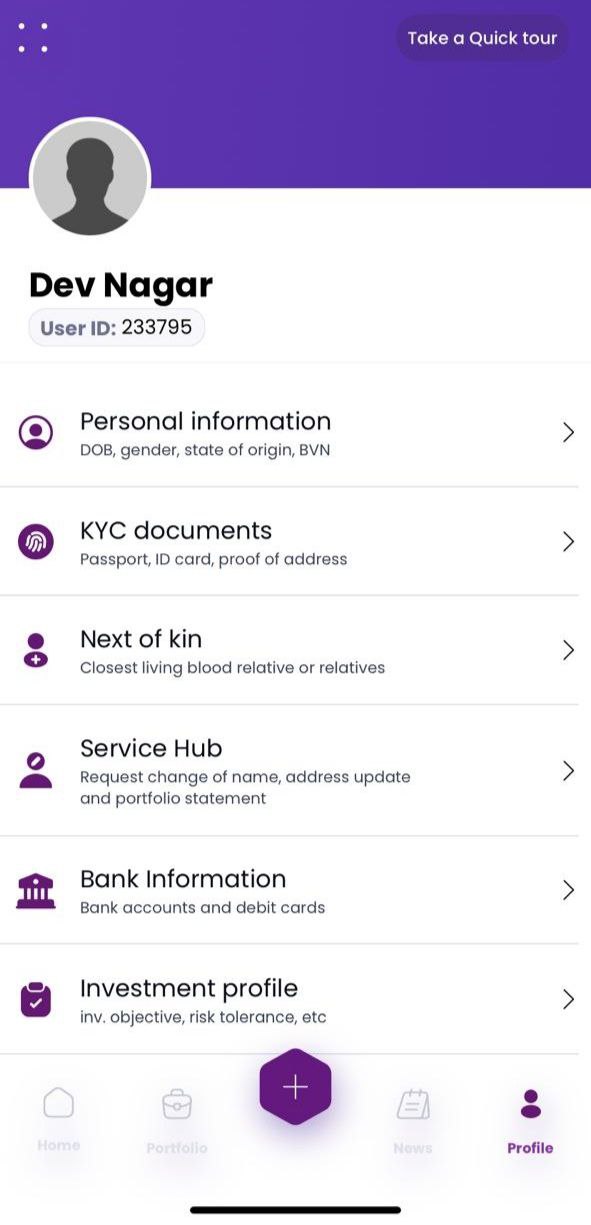 Take a Quick tour
Dev Nagar
User ID: 233795
Personal information
DOB, gender, state of origin, BVN
KYC documents
Passport, ID card, proof of address
Next of kin
Closest living blood relative or relatives
Service Hub
Request change of name, address update
and portfolio statement
Bank Information
Bank accounts and debit cards
Investment profile
inv. objective, risk tolerance, etc
Home
Portfolio
News
Profile